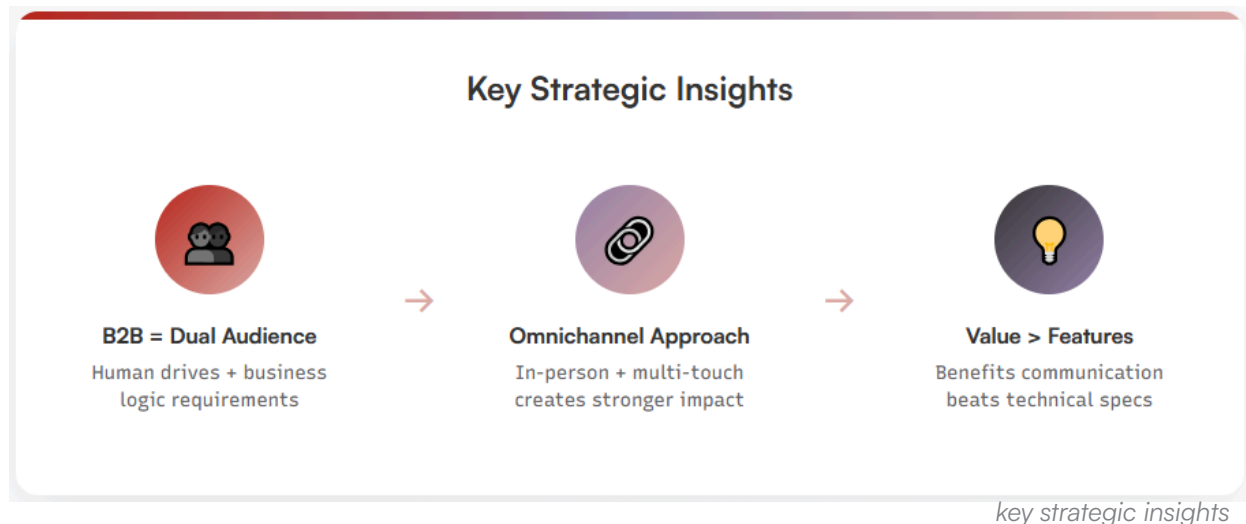 Key Strategic Insights
B2B = Dual Audience
Human drives + business
logic requirements
Omnichannel Approach
In-person + multi-touch
creates stronger impact
Value > Features
Benefits communication
beats technical specs
key strategic insights